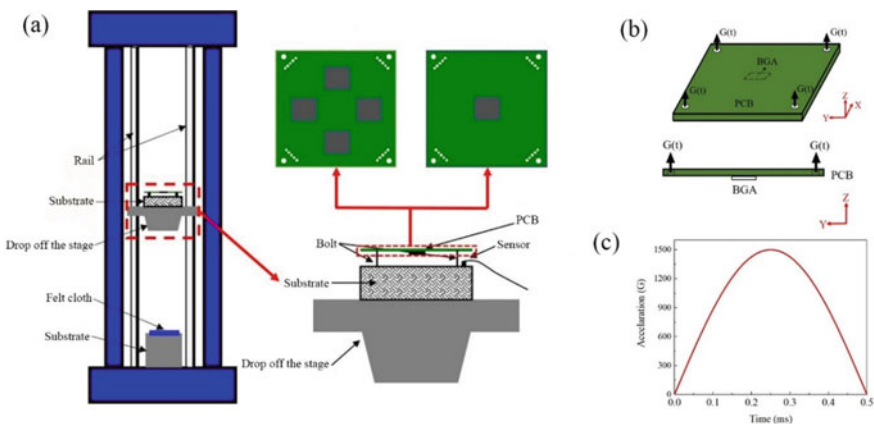 (a)
Rail
Substrate
Drop off the stage
Felt cloth
Substrate
PCB
Bolt
Sensor
Substrate
Drop off the stage
(b)
G(t)
G(t)
BGA
G(t)
G(t)
PCB
Z
X
Y
G(t)
G(t)
PCB
BGA
Z
Y
(c)
1500
1200
900
600
300
0
Accelaration (G)
0.0 0.1 0.2 0.3 0.4 0.5
Time (ms)